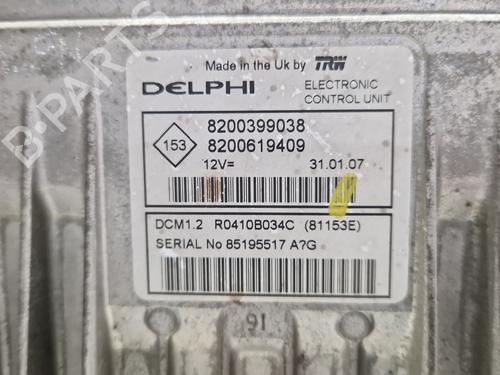 Made in the Uk by TRW
DELPHI ELECTRONIC CONTROL UNIT
153
8200399038
8200619409
12V= 31.01.07
DCM1.2 R0410B034C (81153E)
SERIAL No 85195517 A?G
91
B-PARTS